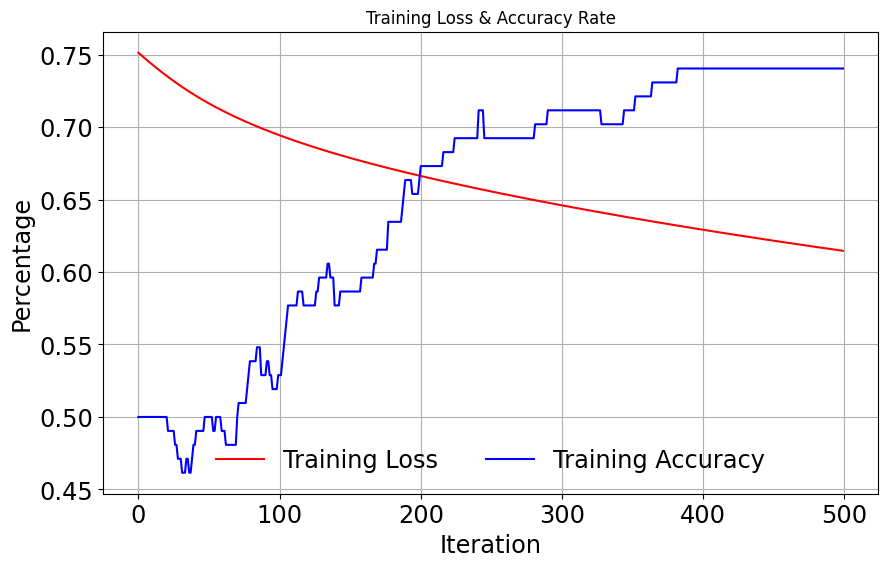 Training Loss & Accuracy Rate
Percentage
0.75
0.70
0.65
0.60
0.55
0.50
0.45
Training Loss
Training Accuracy
0
100
200
300
400
500
Iteration